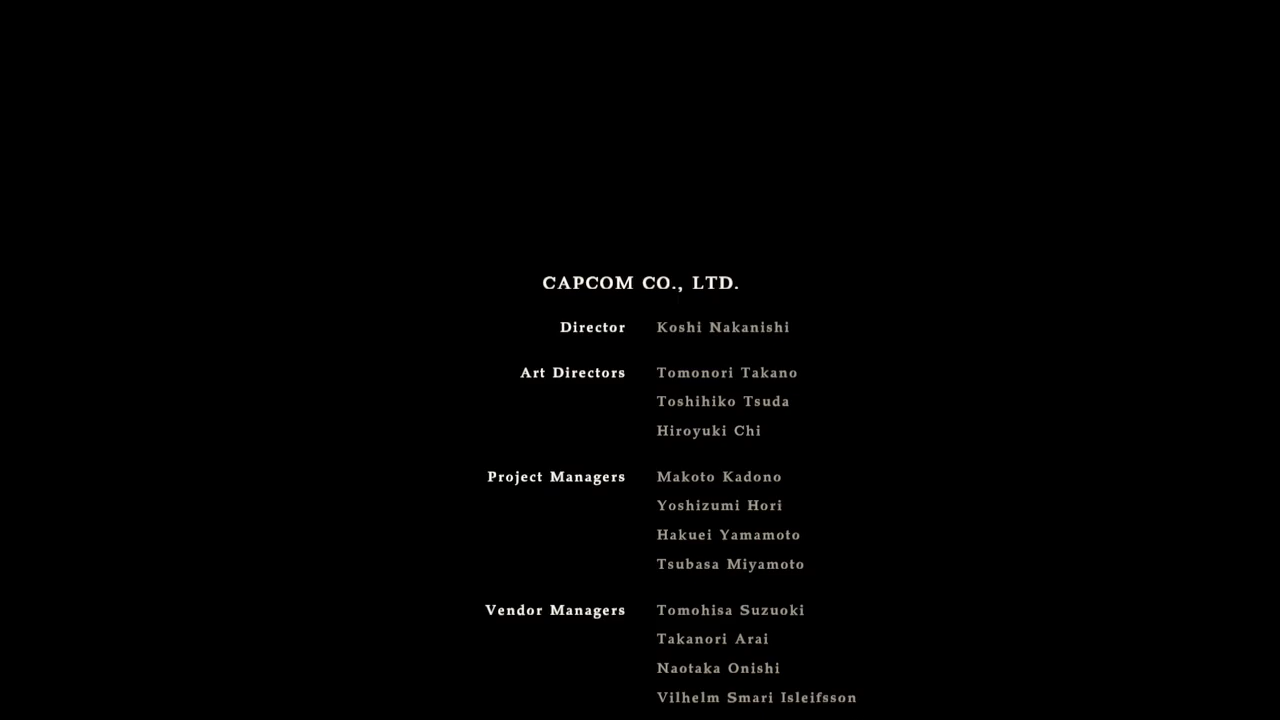 CAPCOM CO., LTD.
Director Koshi Nakanishi
Art Directors Tomonori Takano
Toshihiko Tsuda
Hiroyuki Chi
Project Managers Makoto Kadono
Yoshizumi Hori
Hakuei Yamamoto
Tsubasa Miyamoto
Vendor Managers Tomohisa Suzuoki
Takanori Arai
Naotaka Onishi
Vilhelm Smari Isleifsson